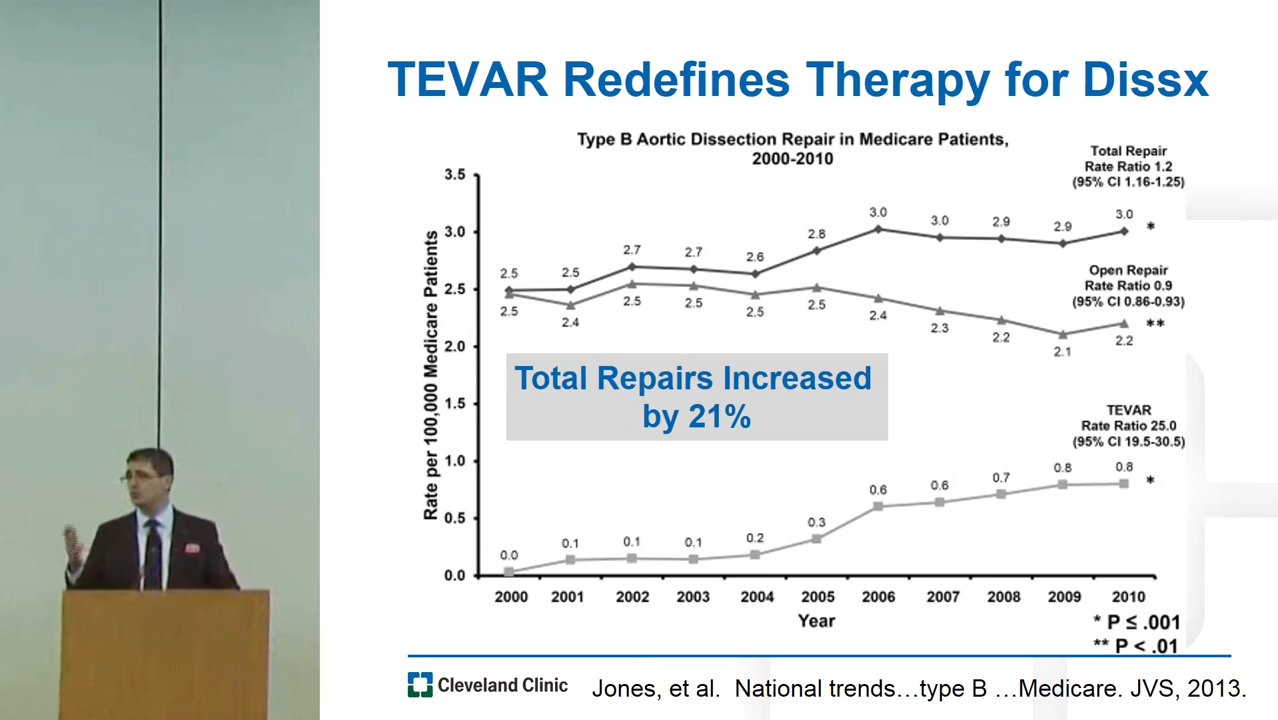 TEVAR Redefines Therapy for Dissx
Type B Aortic Dissection Repair in Medicare Patients,
2000-2010
Total Repair
Rate Ratio 1.2
(95% CI 1.16-1.25)
3.5
3.0
2.5
2.0
1.5
1.0
0.5
0.0
Rate per 100,000 Medicare Patients
2.5 2.5 2.7 2.7 2.6 2.8 3.0 3.0 2.9 2.9 3.0 *
Open Repair
Rate Ratio 0.9
(95% CI 0.86-0.93)
2.5 2.4 2.5 2.5 2.5 2.5 2.4 2.3 2.2 2.1 2.2 **
Total Repairs Increased
by 21%
TEVAR
Rate Ratio 25.0
(95% CI 19.5-30.5)
0.0 0.1 0.1 0.1 0.2 0.3 0.6 0.6 0.7 0.8 0.8 *
2000 2001 2002 2003 2004 2005 2006 2007 2008 2009 2010
Year
* P ≤ .001
** P < .01
Cleveland Clinic
Jones, et al. National trends…type B …Medicare. JVS, 2013.